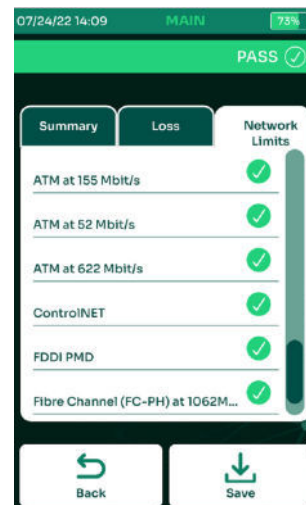 07/24/22 14:09 MAIN 73%
PASS
Summary Loss Network
Limits
ATM at 155 Mbit/s
ATM at 52 Mbit/s
ATM at 622 Mbit/s
ControlNET
FDDI PMD
Fibre Channel (FC-PH) at 1062M...
Back Save